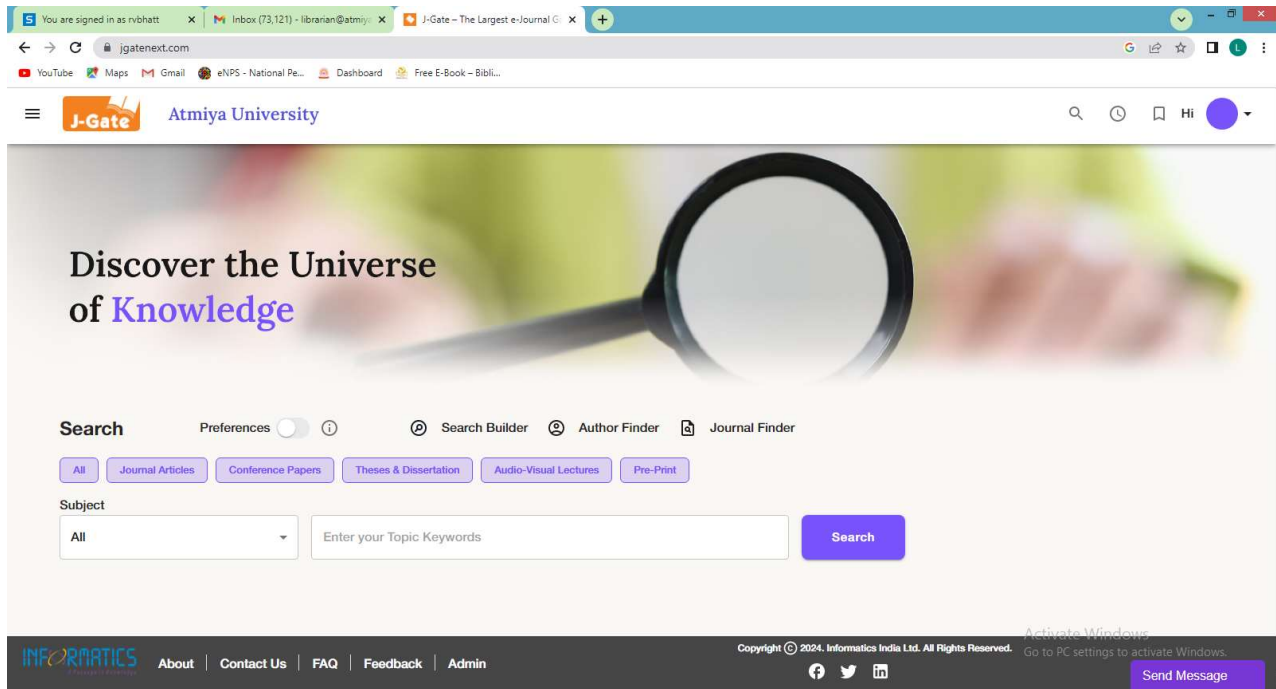 You are signed in as rvbhatt
Inbox (73,121) - librarian@atmiy
J-Gate – The Largest e-Journal G
jgatenext.com
YouTube Maps Gmail eNPS - National Pe... Dashboard Free E-Book – Bibli...
J-Gate Atmiya University Hi
Discover the Universe
of Knowledge
Search Preferences Search Builder Author Finder Journal Finder
All Journal Articles Conference Papers Theses & Dissertation Audio-Visual Lectures Pre-Print
Subject
All Enter your Topic Keywords Search
INFORMATICS About | Contact Us | FAQ | Feedback | Admin
Copyright © 2024. Informatics India Ltd. All Rights Reserved.
Activate Windows
Go to PC settings to activate Windows.
Send Message